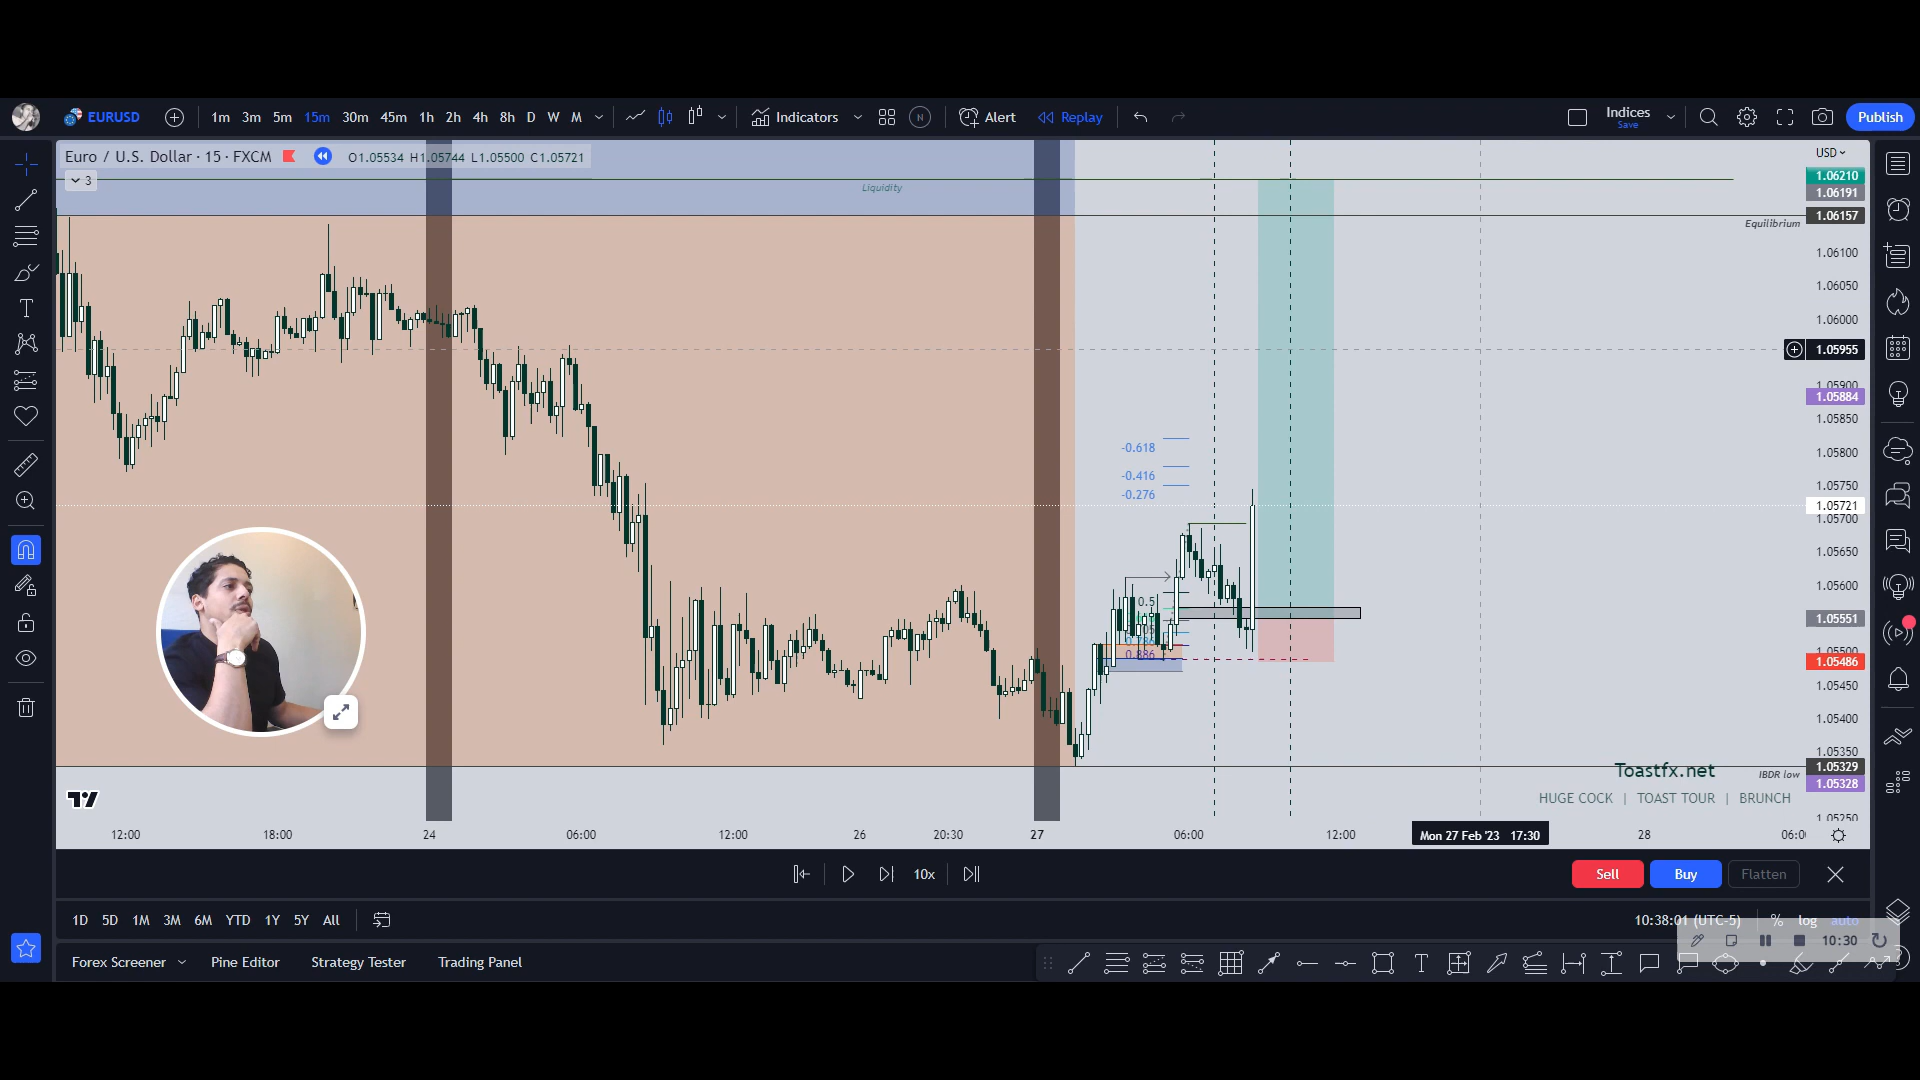 EURUSD 1m 3m 5m 15m 30m 45m 1h 2h 4h 8h D W M Indicators N Alert Replay Indices Publish
Save
Euro / U.S. Dollar · 15 · FXCM O1.05534 H1.05744 L1.05500 C1.05721 USD
3
Liquidity
1.06210
1.06191
1.06157
Equilibrium
1.06100
1.06050
1.06000
1.05955
1.05900
1.05884
1.05850
-0.618
1.05800
-0.416
1.05750
-0.276
1.05721
1.05700
1.05650
1.05600
0.5
1.05551
0.886
1.05500
1.05486
1.05450
1.05400
1.05350
1.05329
Toastfx.net
IBDR low
1.05328
HUGE COCK | TOAST TOUR | BRUNCH
1.05250
12:00 18:00 24 06:00 12:00 26 20:30 27 06:00 12:00 Mon 27 Feb '23 17:30 28 06:00
10x Sell Buy Flatten
1D 5D 1M 3M 6M YTD 1Y 5Y All 10:38:01 (UTC-5) % log auto
10:30
Forex Screener Pine Editor Strategy Tester Trading Panel